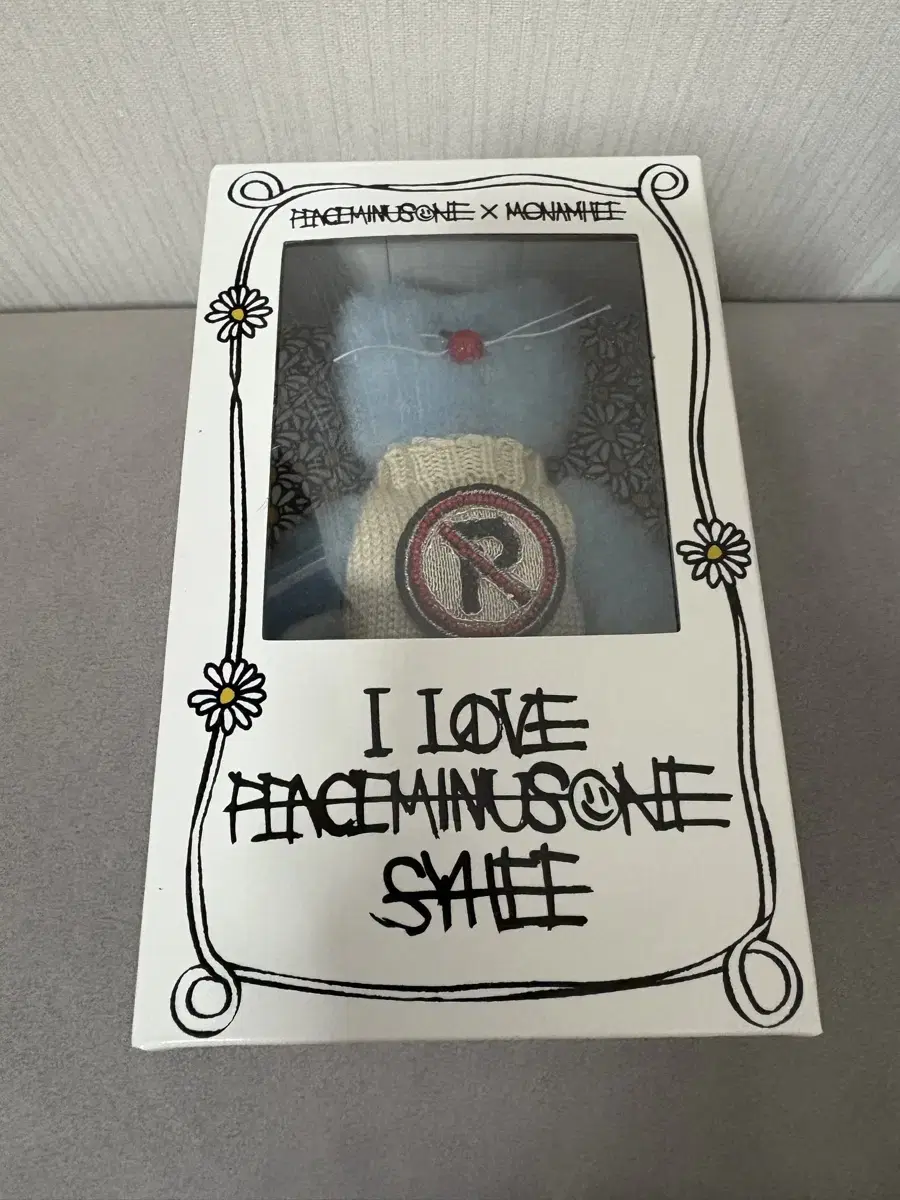 PEACEMINUSONE X MONAMHEE
P
I LOVE
PEACEMINUSONE
SYHEE